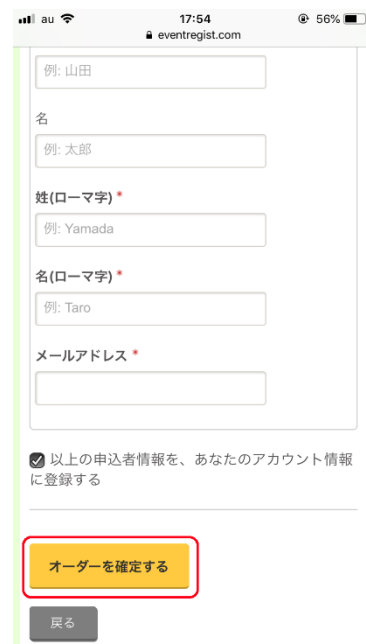 au 17:54 56%
eventregist.com
例: 山田
名
例: 太郎
姓(ローマ字) *
例: Yamada
名(ローマ字) *
例: Taro
メールアドレス *
以上の申込者情報を、あなたのアカウント情報
に登録する
オーダーを確定する
戻る